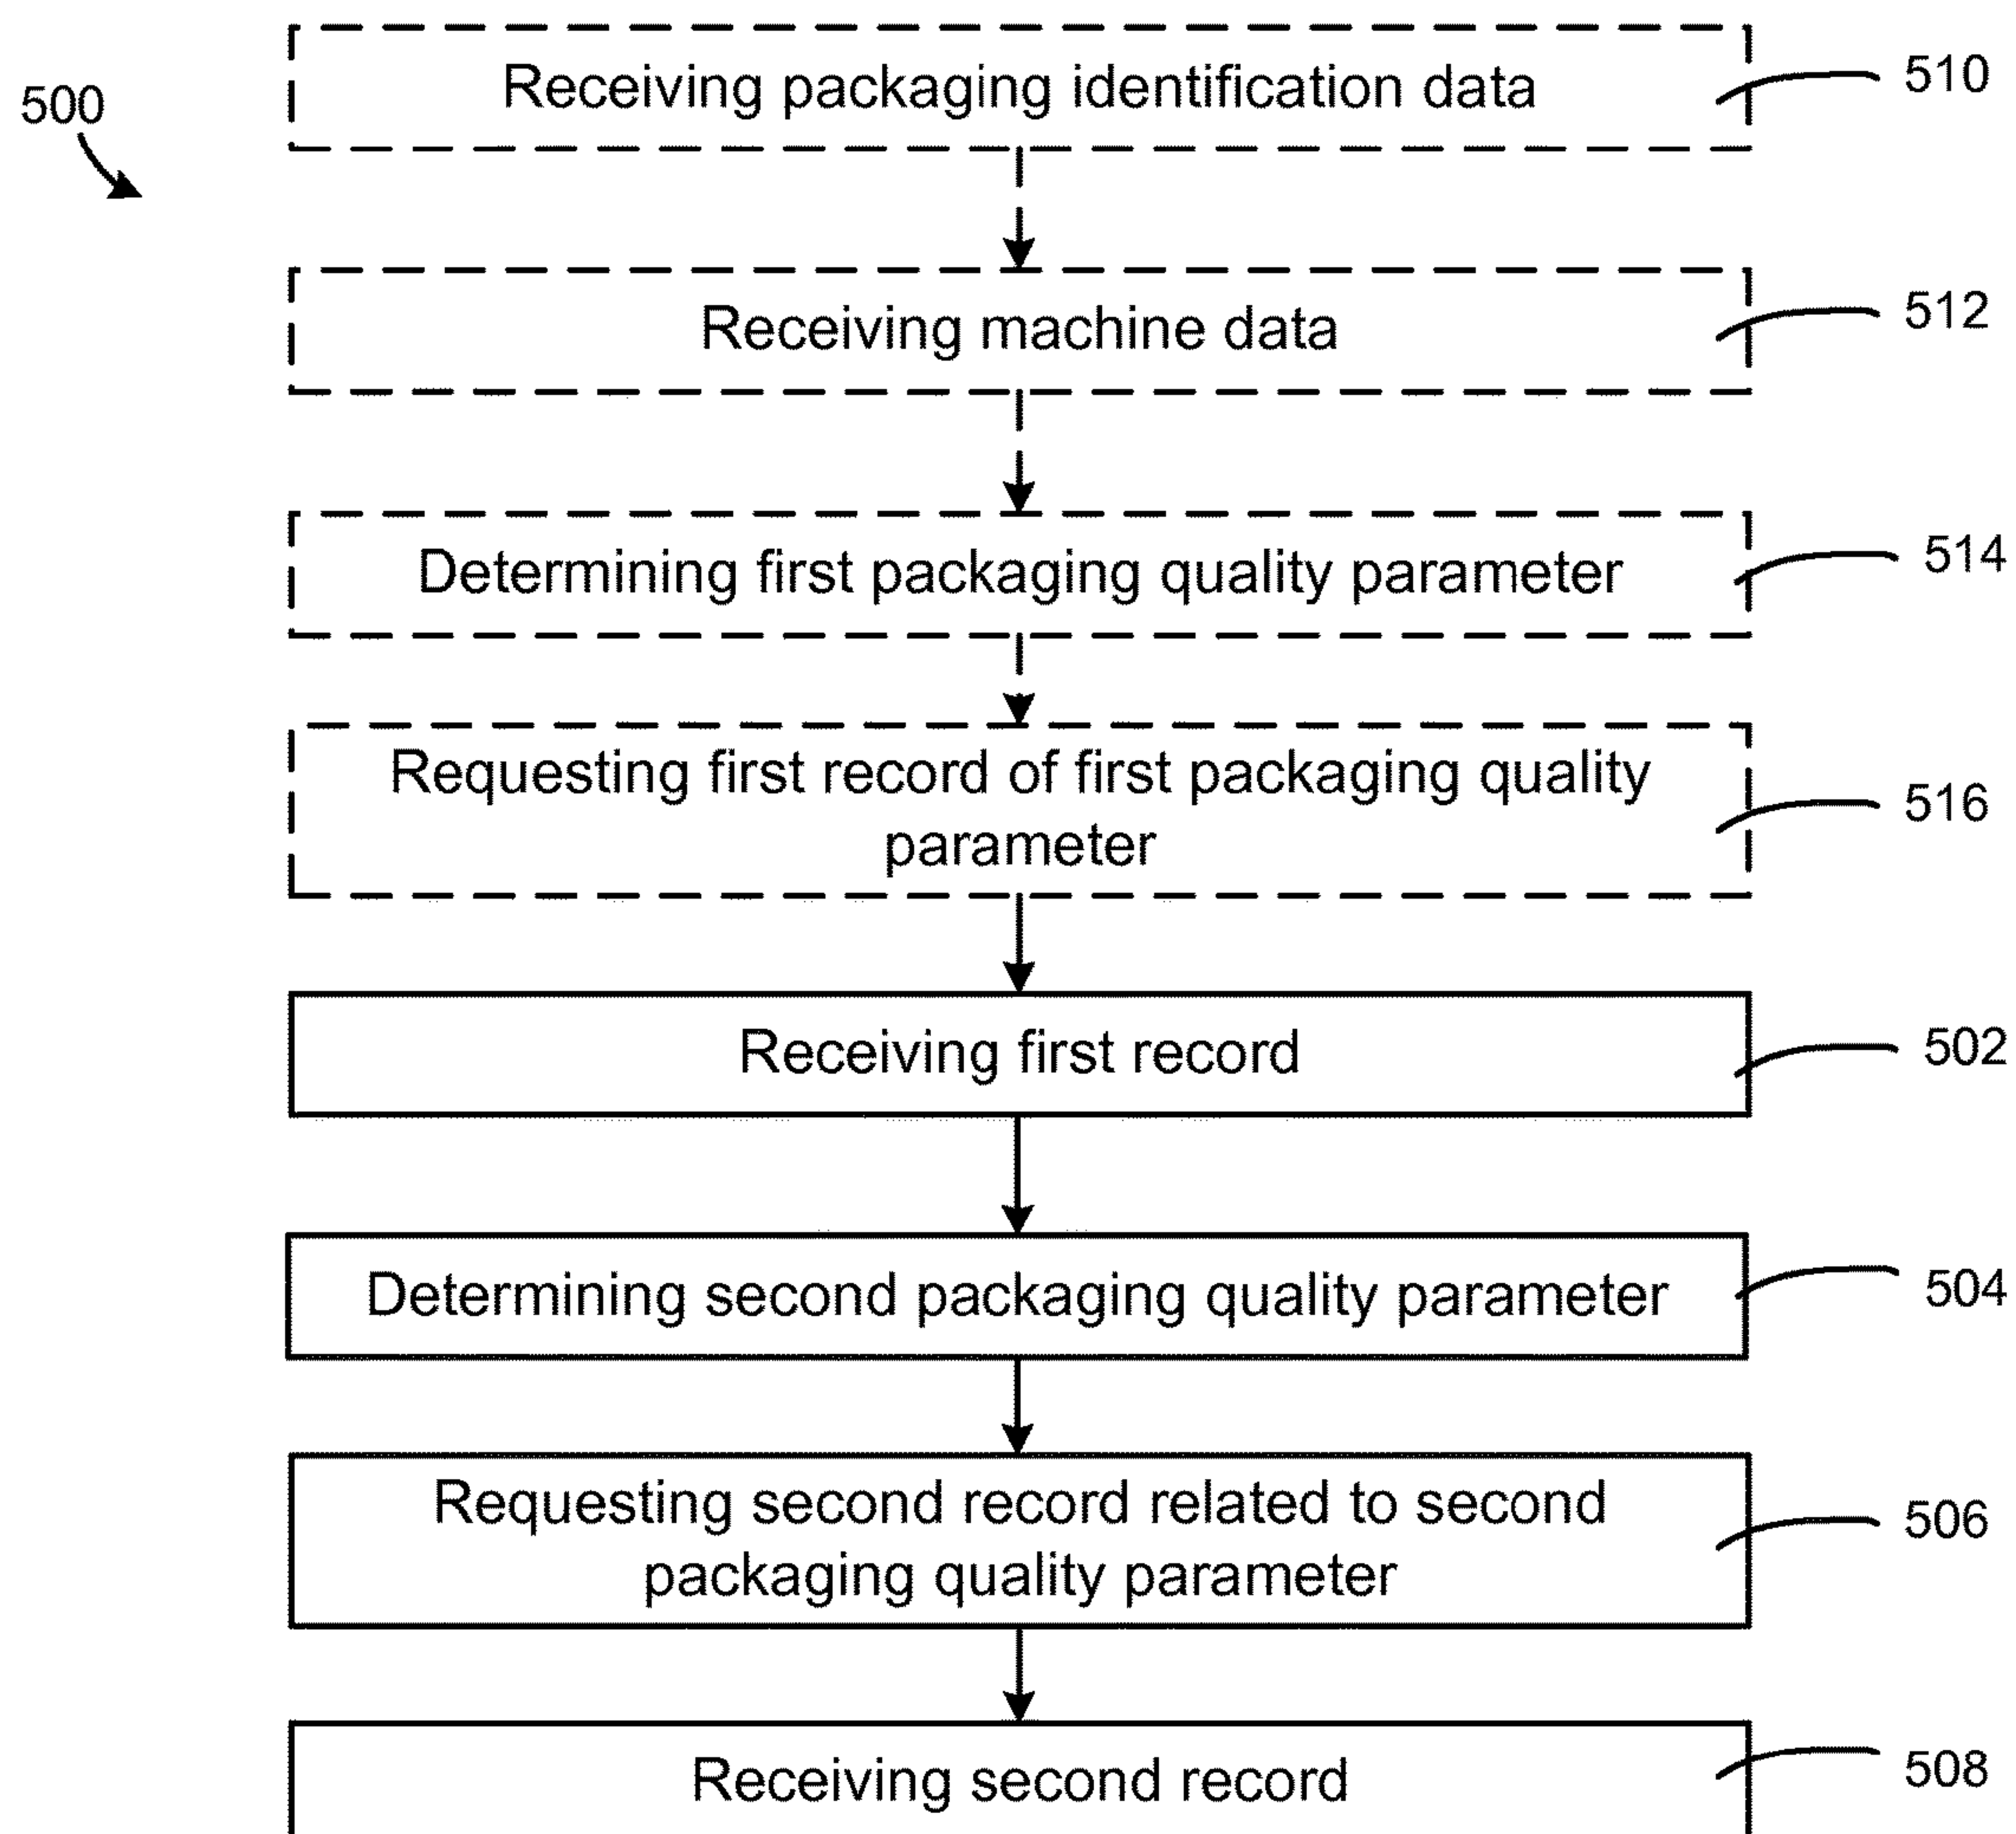 500
Receiving packaging identification data
510
Receiving machine data
512
Determining first packaging quality parameter
514
Requesting first record of first packaging quality
parameter
516
Receiving first record
502
Determining second packaging quality parameter
504
Requesting second record related to second
packaging quality parameter
506
Receiving second record
508